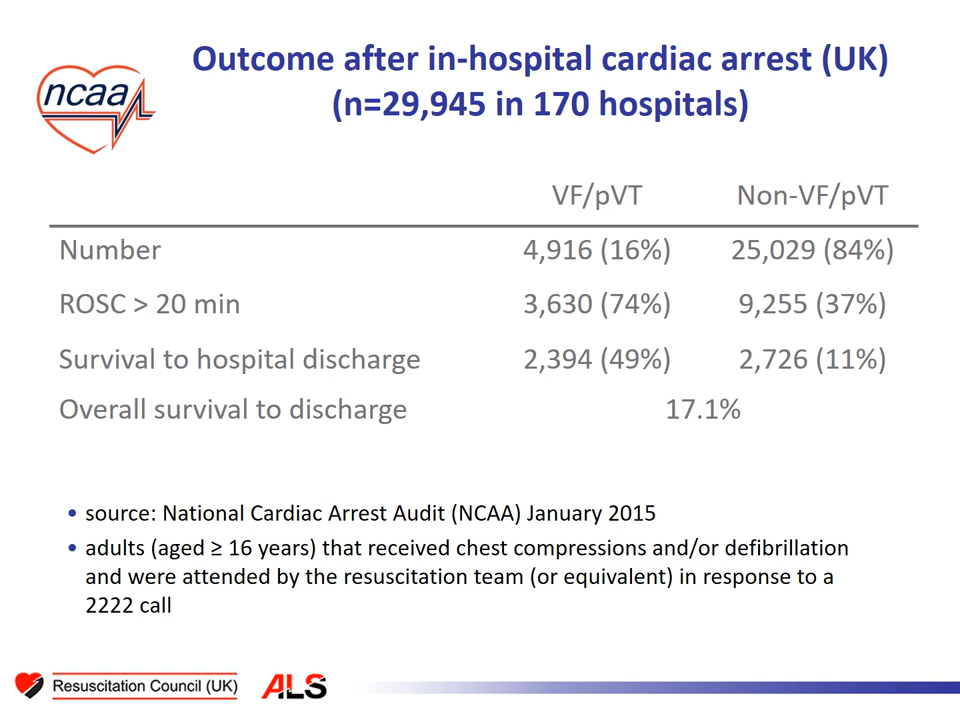 Outcome after in-hospital cardiac arrest (UK)
(n=29,945 in 170 hospitals)
ncaa
VF/pVT Non-VF/pVT
Number 4,916 (16%) 25,029 (84%)
ROSC > 20 min 3,630 (74%) 9,255 (37%)
Survival to hospital discharge 2,394 (49%) 2,726 (11%)
Overall survival to discharge 17.1%
• source: National Cardiac Arrest Audit (NCAA) January 2015
• adults (aged ≥ 16 years) that received chest compressions and/or defibrillation
and were attended by the resuscitation team (or equivalent) in response to a
2222 call
Resuscitation Council (UK) ALS